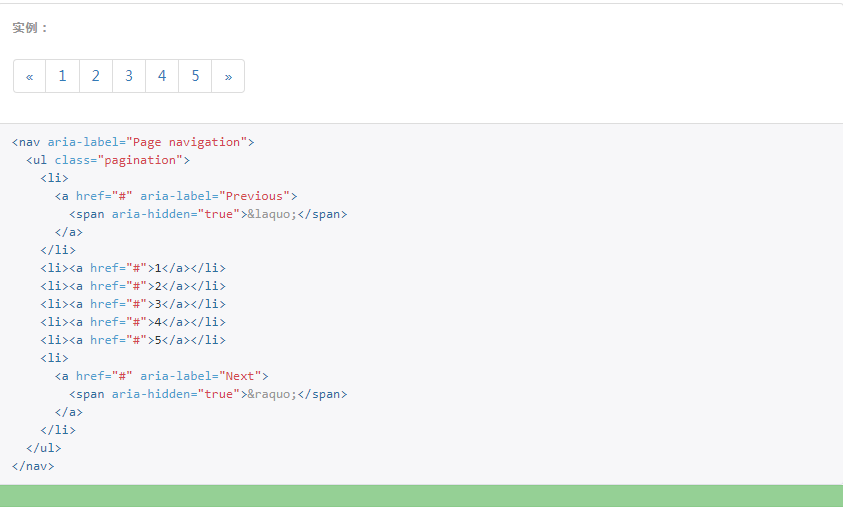 实例：
« 1 2 3 4 5 »
<nav aria-label="Page navigation">
  <ul class="pagination">
    <li>
      <a href="#" aria-label="Previous">
        <span aria-hidden="true">&laquo;</span>
      </a>
    </li>
    <li><a href="#">1</a></li>
    <li><a href="#">2</a></li>
    <li><a href="#">3</a></li>
    <li><a href="#">4</a></li>
    <li><a href="#">5</a></li>
    <li>
      <a href="#" aria-label="Next">
        <span aria-hidden="true">&raquo;</span>
      </a>
    </li>
  </ul>
</nav>